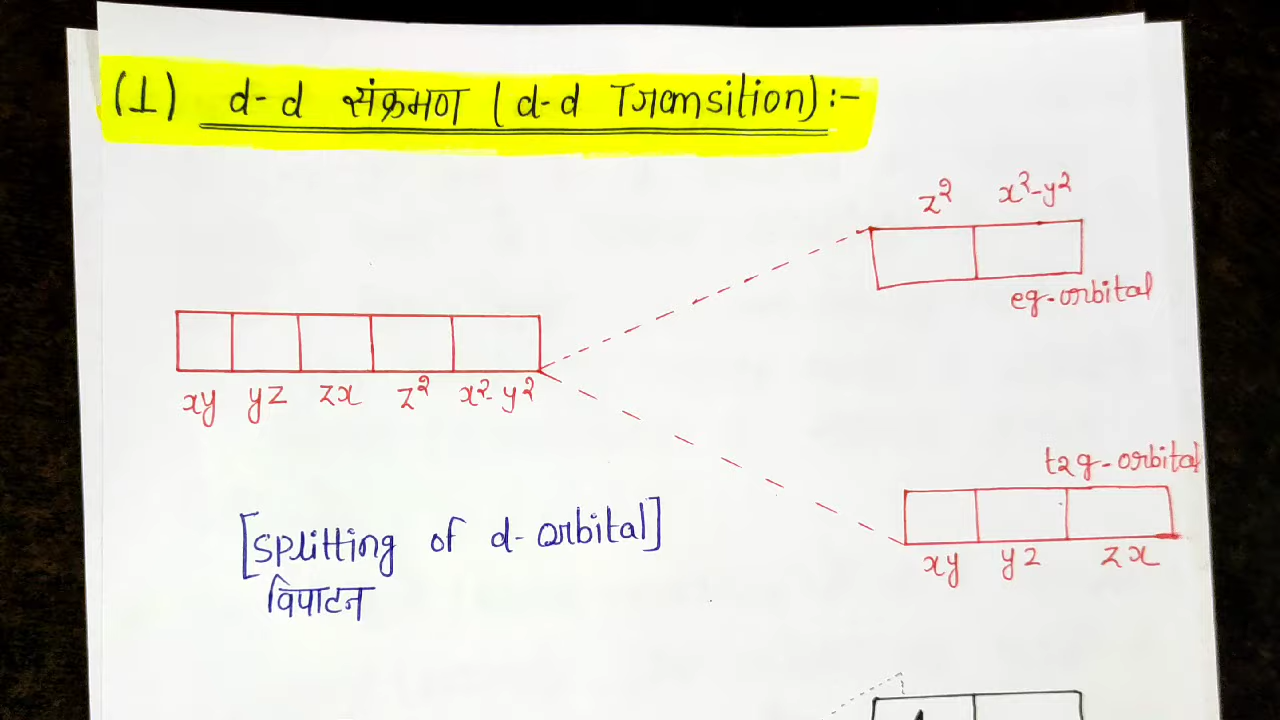 (1) d-d संक्रमण (d-d Transition):-
z² x²-y²
eg-orbital
xy yz zx z² x²-y²
t2g-orbital
xy yz zx
[splitting of d-orbital]
विपाटन